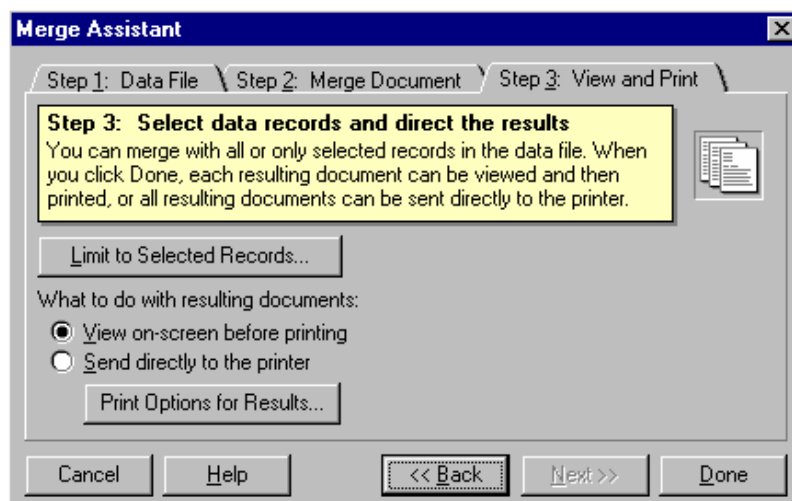 Merge Assistant
Step 1: Data File
Step 2: Merge Document
Step 3: View and Print
Step 3: Select data records and direct the results
You can merge with all or only selected records in the data file. When
you click Done, each resulting document can be viewed and then
printed, or all resulting documents can be sent directly to the printer.
Limit to Selected Records...
What to do with resulting documents:
View on-screen before printing
Send directly to the printer
Print Options for Results...
Cancel
Help
<< Back
Next >>
Done